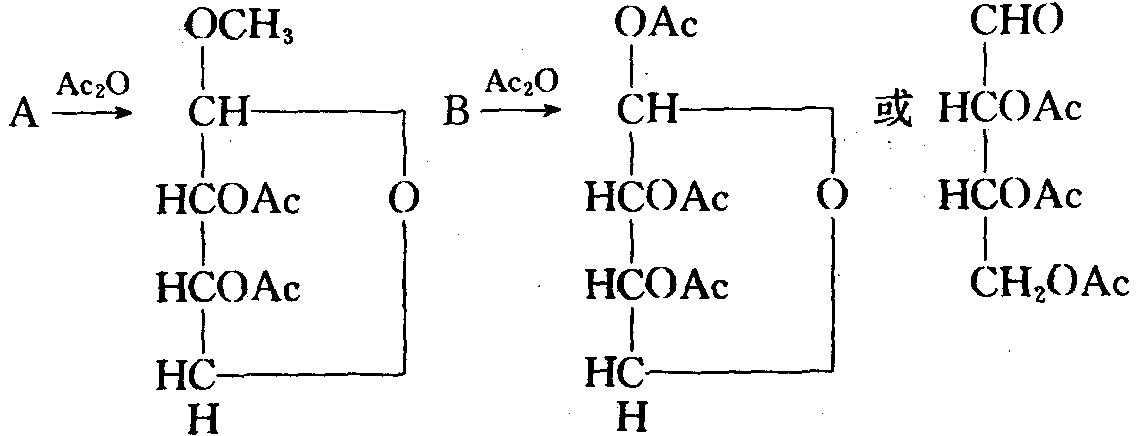 OCH₃ OAc CHO
A Ac₂O CH B Ac₂O CH 或 HCOAc
HCOAc O HCOAc O HCOAc
HCOAc HCOAc CH₂OAc
HC HC
H H